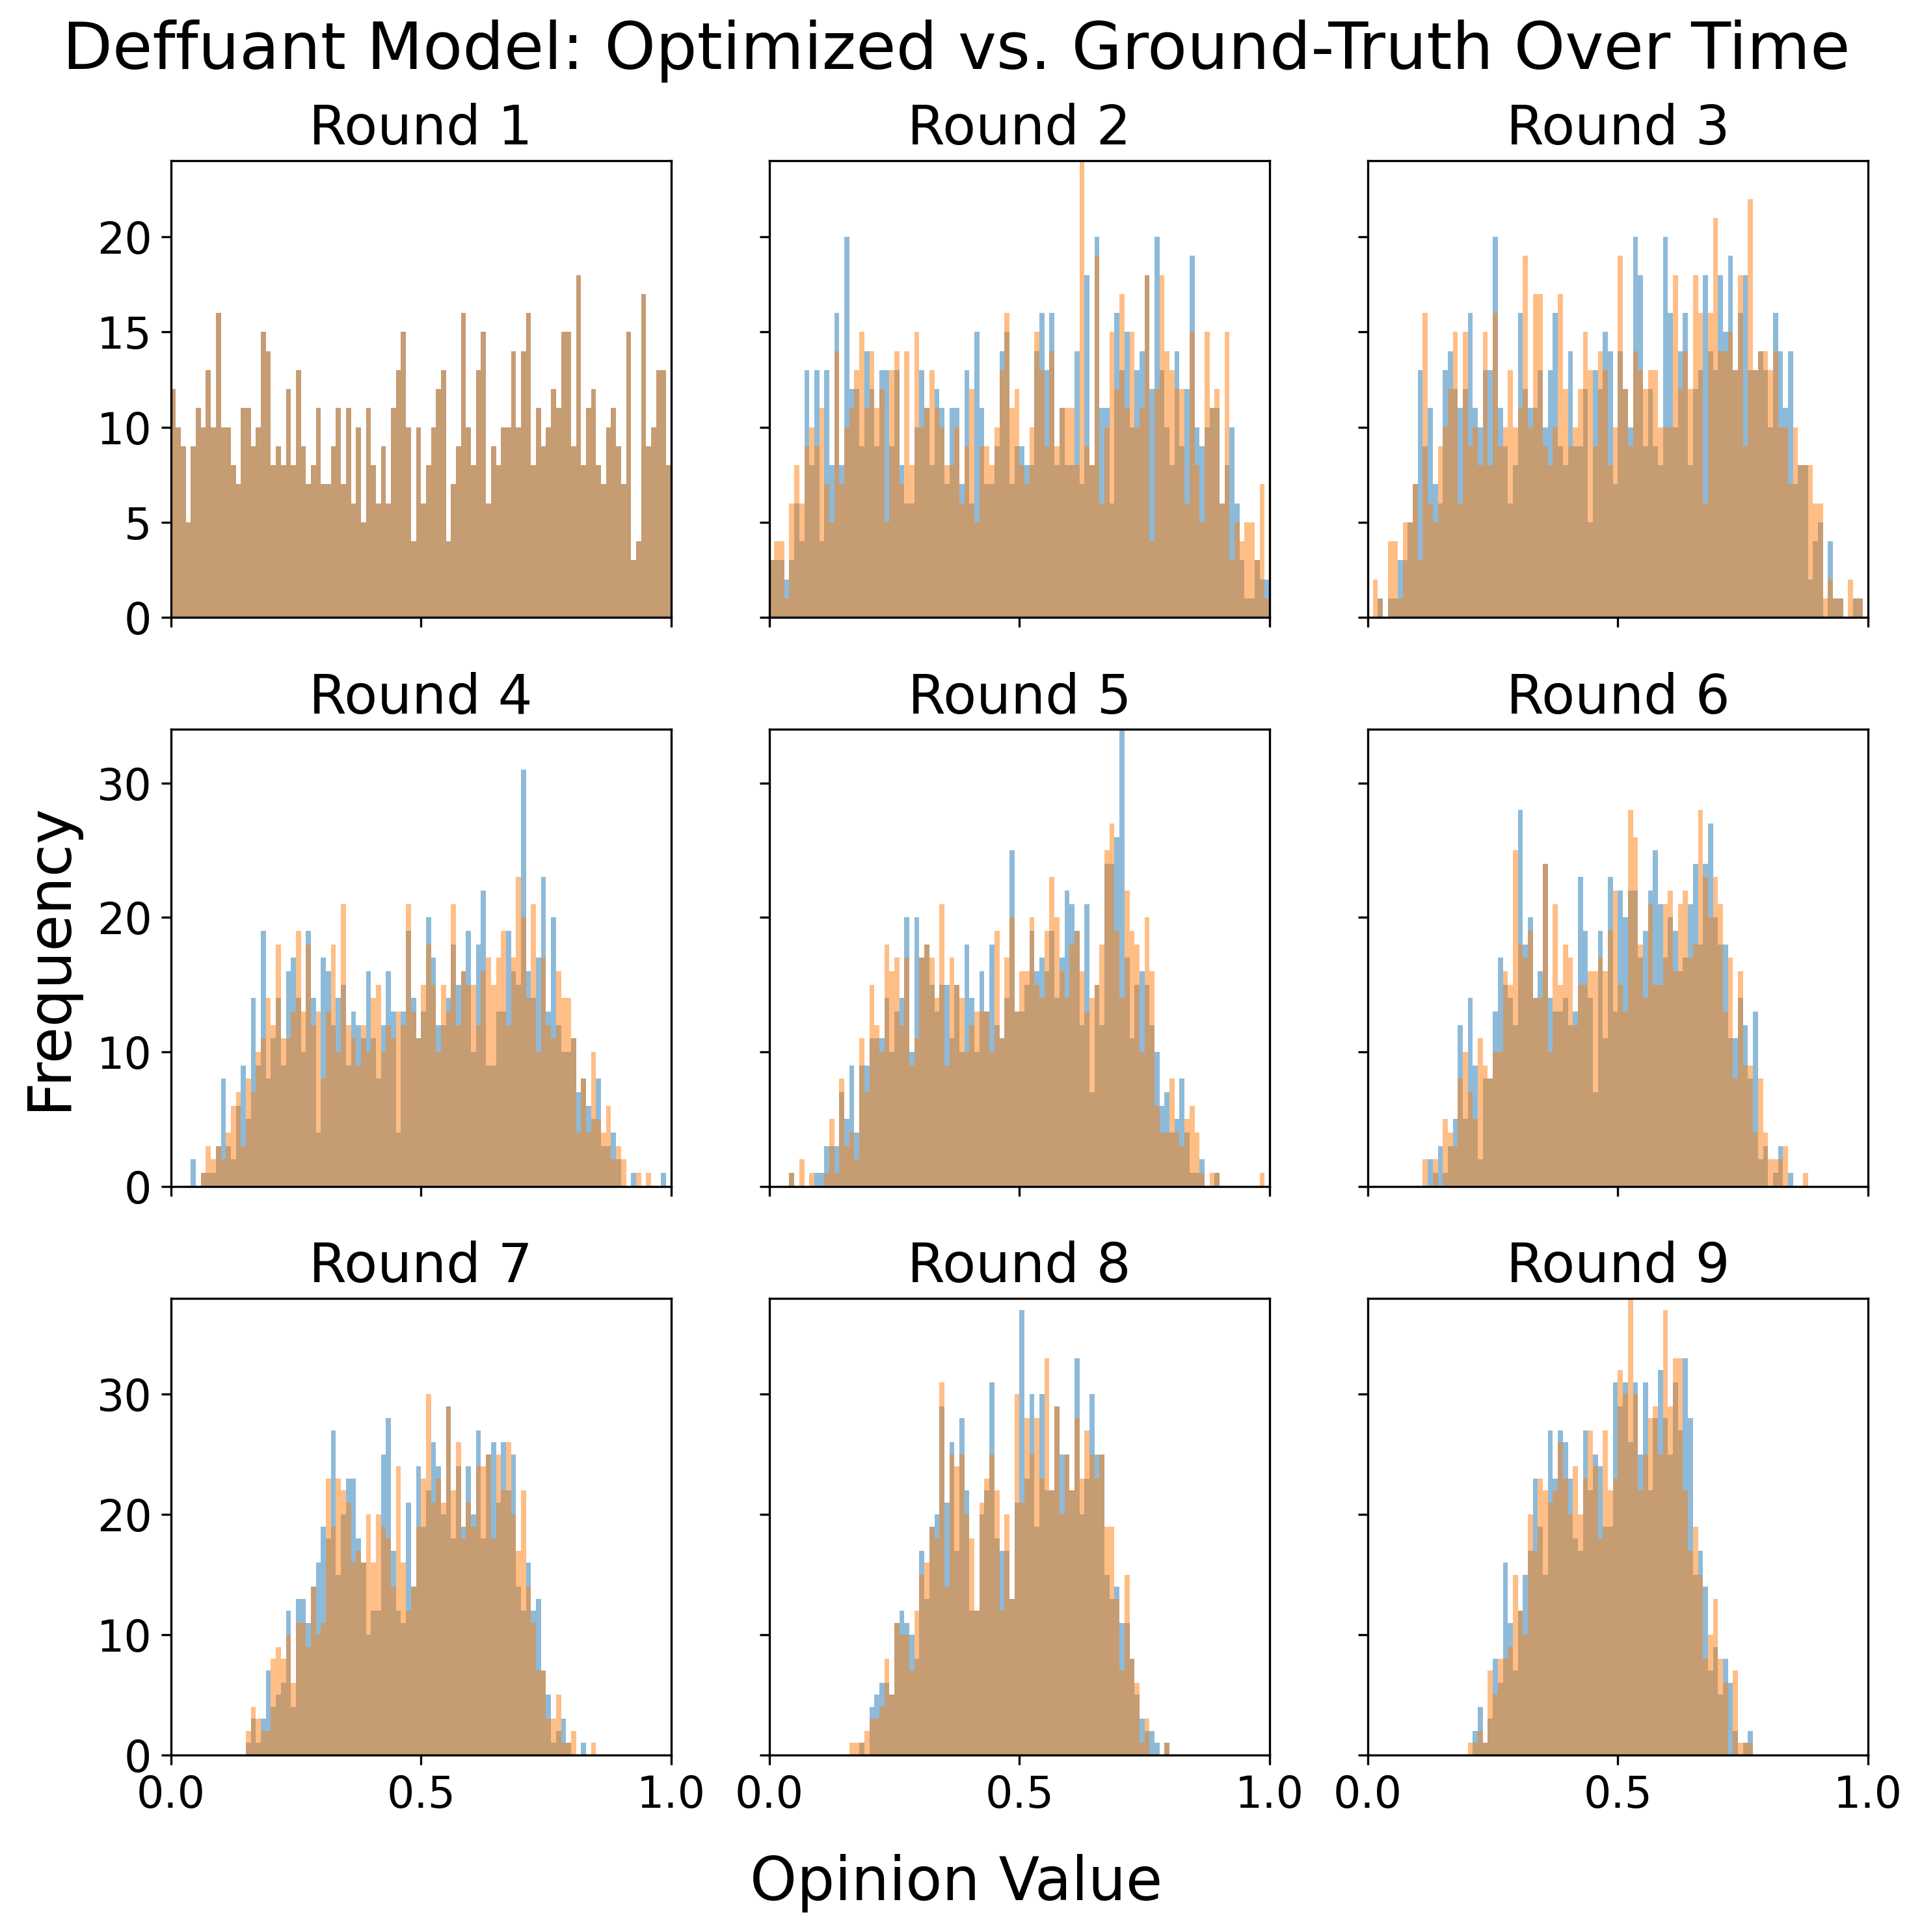 Deffuant Model: Optimized vs. Ground-Truth Over Time
Round 1
Round 2
Round 3
20
15
10
5
0
Round 4
Round 5
Round 6
30
20
10
0
Frequency
Round 7
Round 8
Round 9
30
20
10
0
0.0 0.5 1.0 0.0 0.5 1.0 0.0 0.5 1.0
Opinion Value